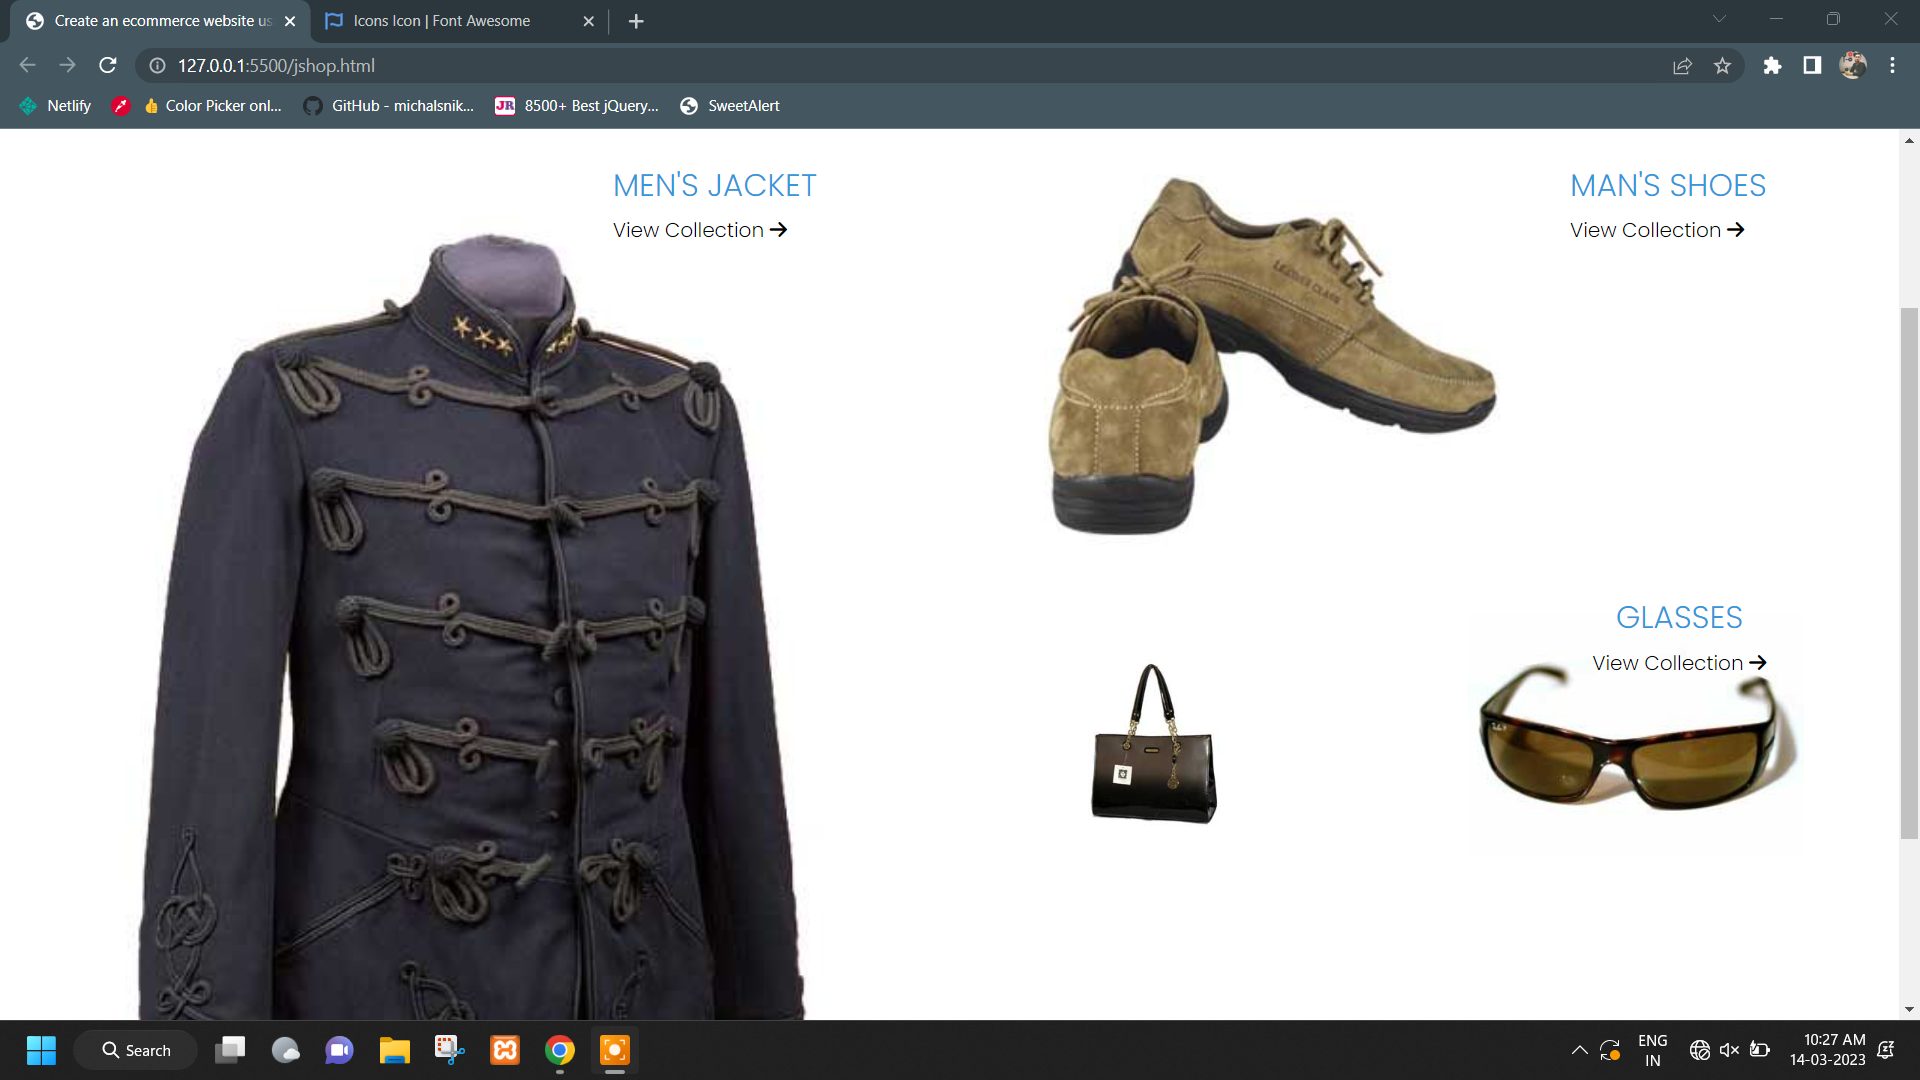 Create an ecommerce website us
Icons Icon | Font Awesome
127.0.0.1:5500/jshop.html
Netlify
👍 Color Picker onl...
GitHub - michalsnik...
JR 8500+ Best jQuery...
SweetAlert
MEN'S JACKET
View Collection →
MAN'S SHOES
View Collection →
GLASSES
View Collection →
Search
ENG
IN
10:27 AM
14-03-2023